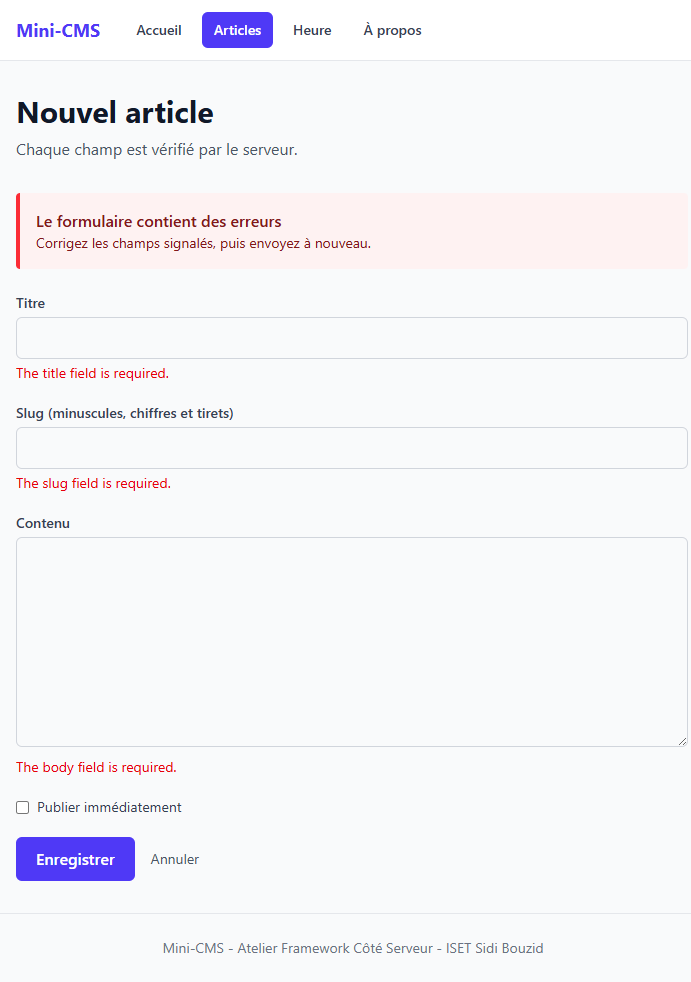 Mini-CMS Accueil Articles Heure À propos
Nouvel article
Chaque champ est vérifié par le serveur.
Le formulaire contient des erreurs
Corrigez les champs signalés, puis envoyez à nouveau.
Titre
The title field is required.
Slug (minuscules, chiffres et tirets)
The slug field is required.
Contenu
The body field is required.
Publier immédiatement
Enregistrer Annuler
Mini-CMS - Atelier Framework Côté Serveur - ISET Sidi Bouzid